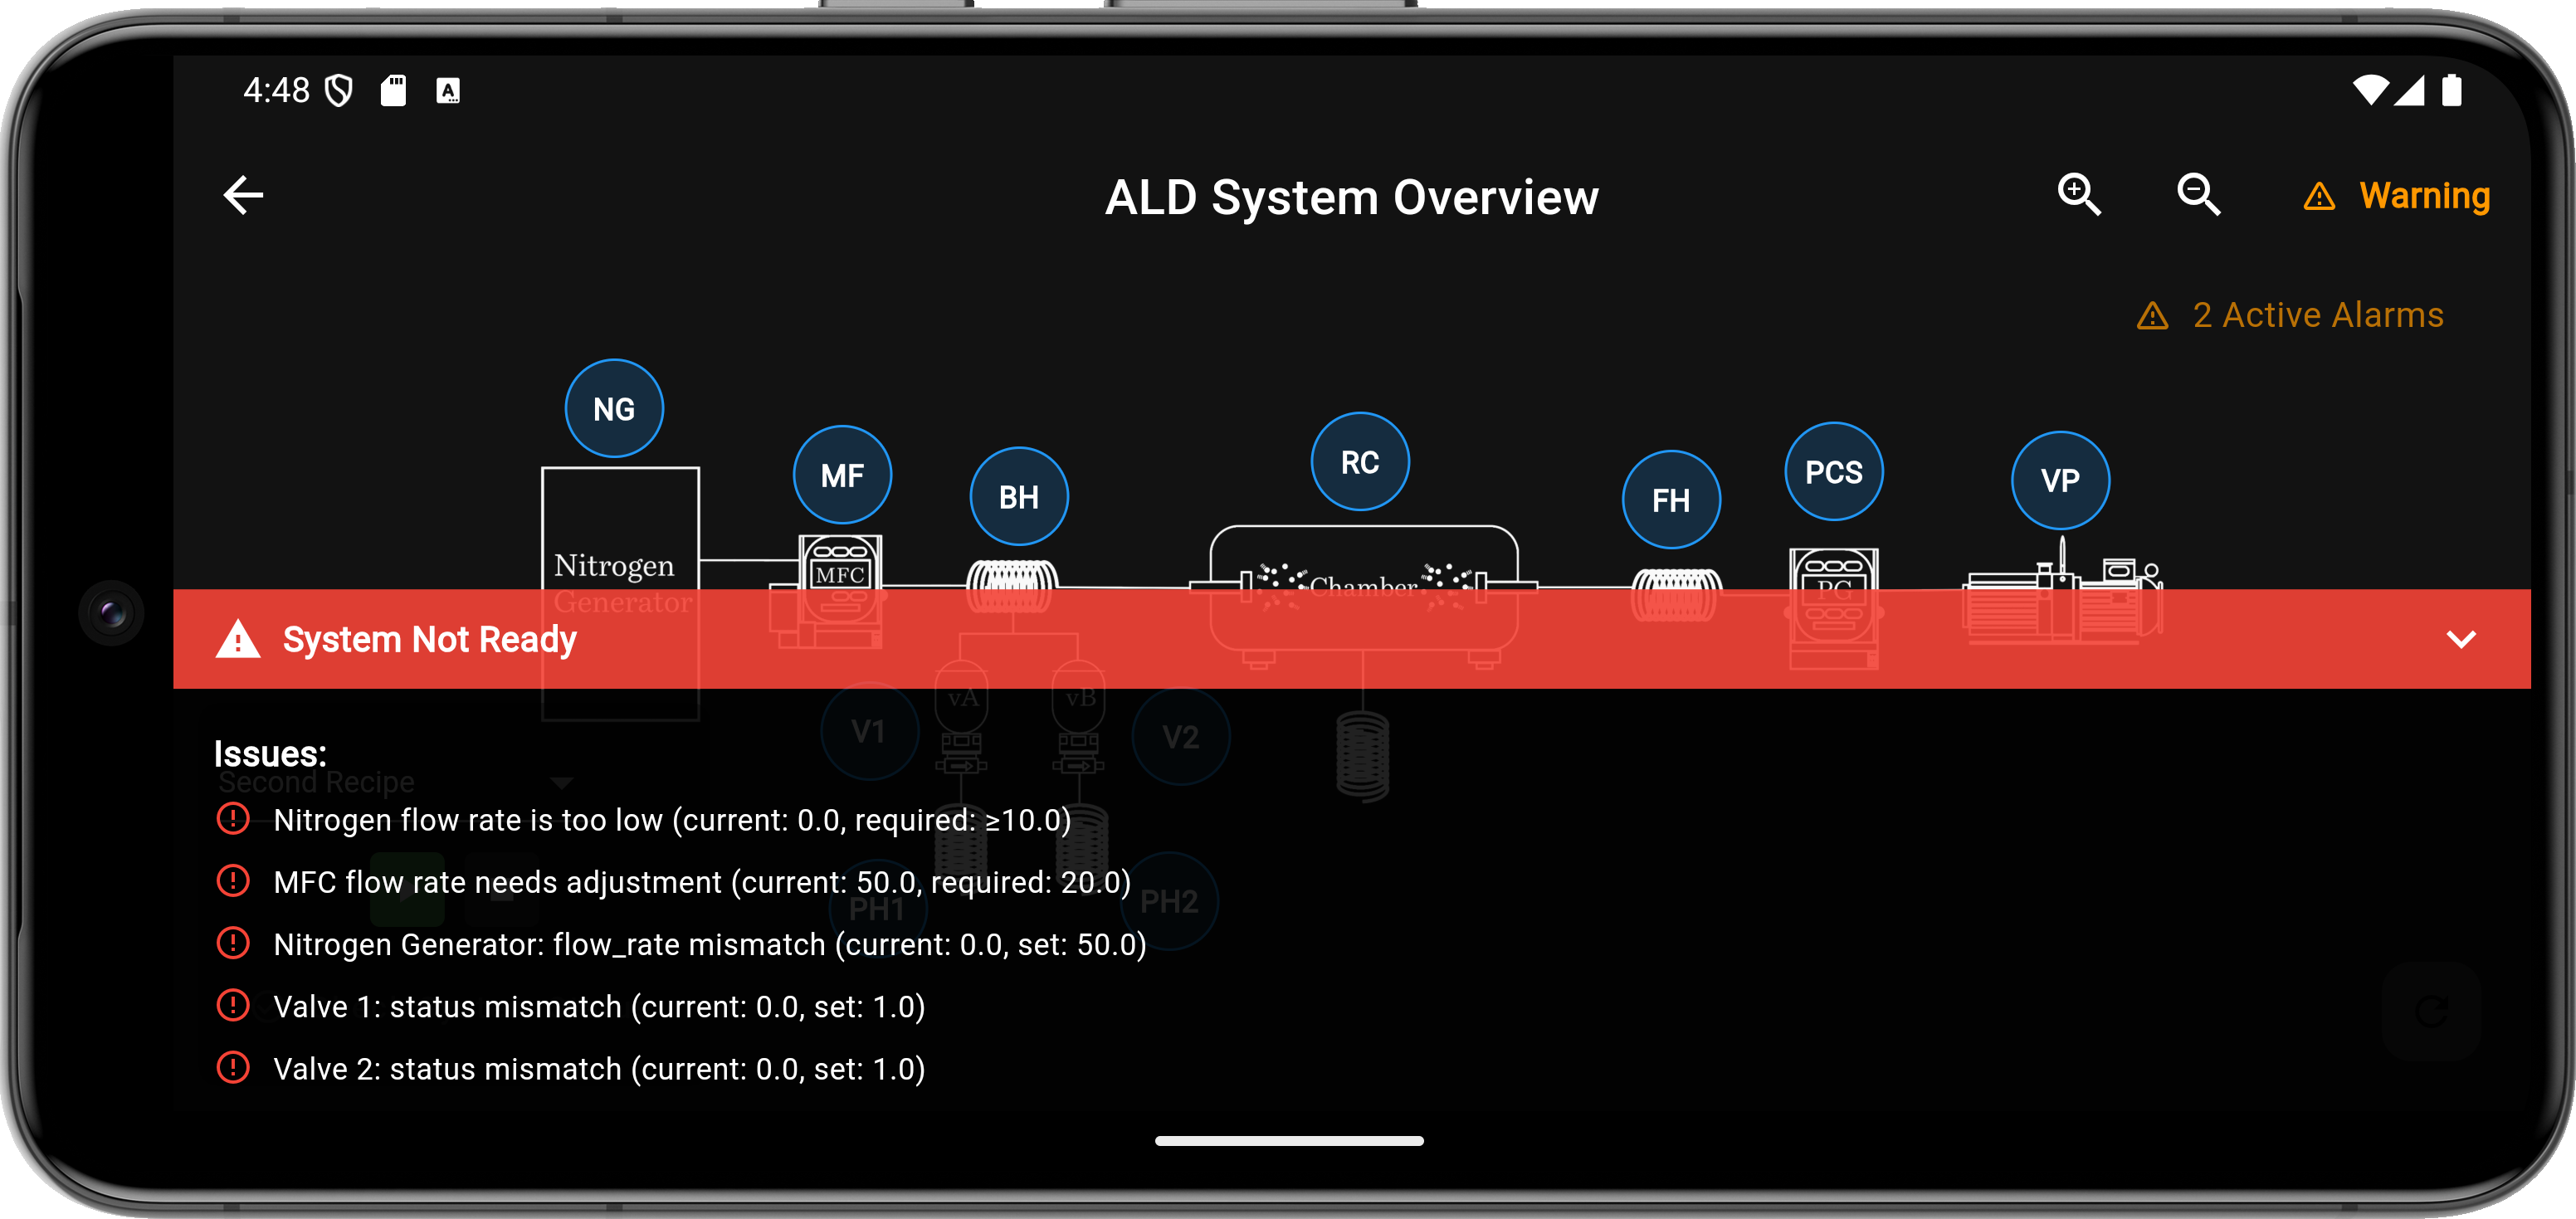 4:48
A
ALD System Overview
Warning
2 Active Alarms
NG
MF
BH
RC
FH
PCS
VP
Nitrogen
Generator
MFC
Chamber
PG
System Not Ready
vA
vB
V1
V2
Issues:
Second Recipe
Nitrogen flow rate is too low (current: 0.0, required: ≥10.0)
MFC flow rate needs adjustment (current: 50.0, required: 20.0)
PH1
PH2
Nitrogen Generator: flow_rate mismatch (current: 0.0, set: 50.0)
Valve 1: status mismatch (current: 0.0, set: 1.0)
Valve 2: status mismatch (current: 0.0, set: 1.0)